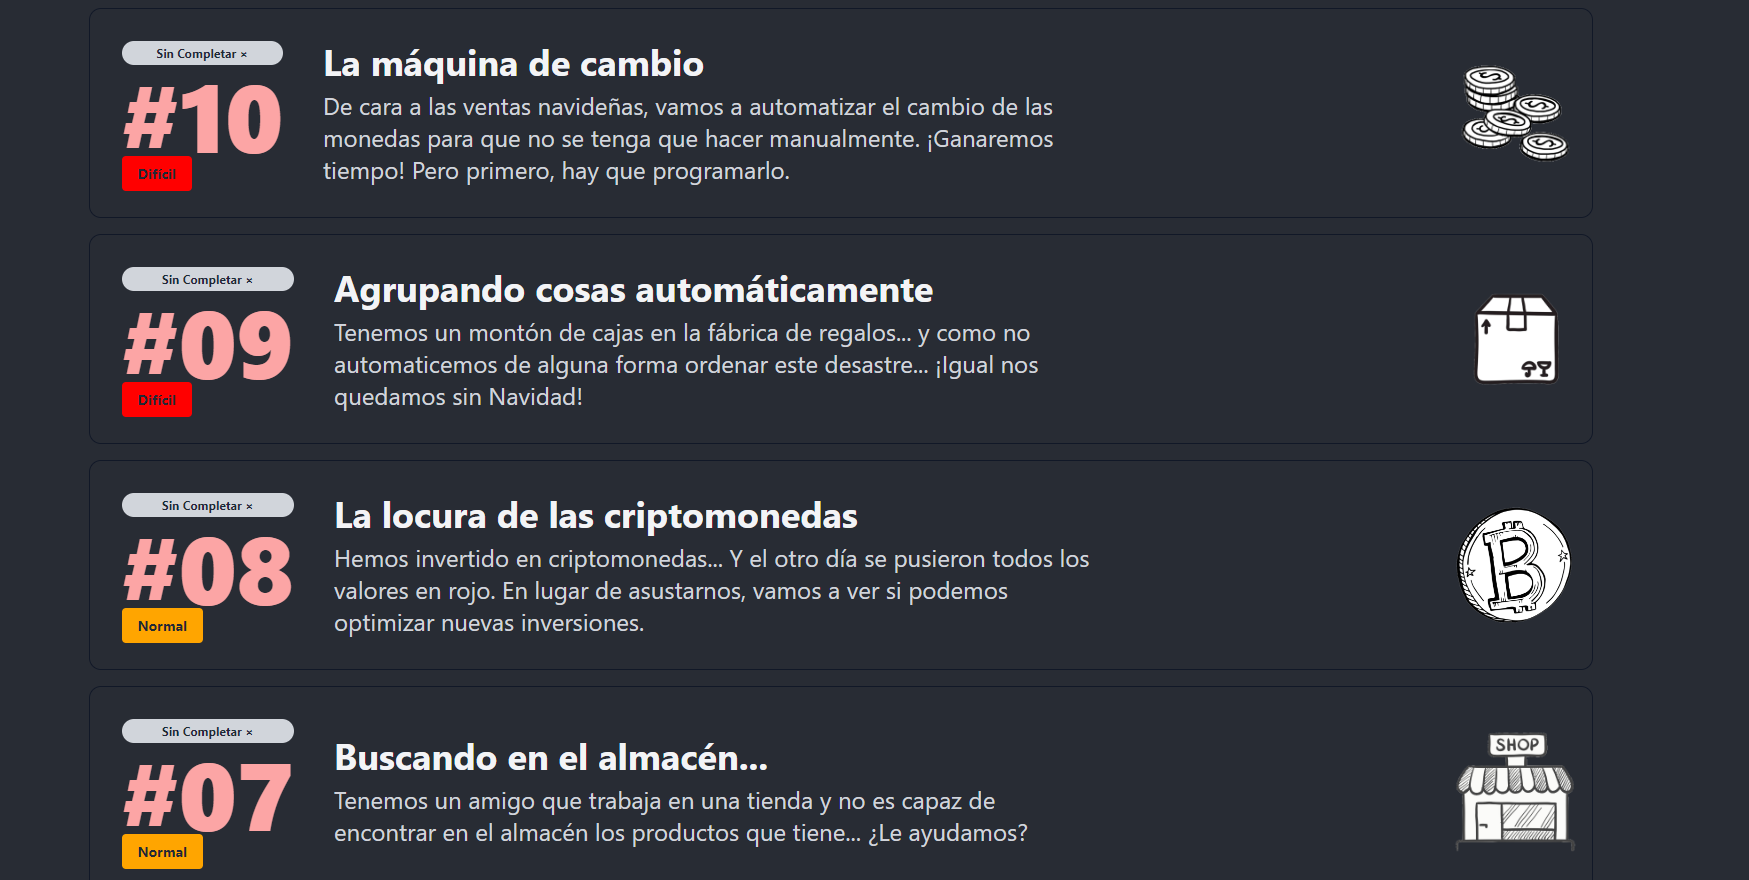 Sin Completar ×
#10
Difícil
La máquina de cambio
De cara a las ventas navideñas, vamos a automatizar el cambio de las
monedas para que no se tenga que hacer manualmente. ¡Ganaremos
tiempo! Pero primero, hay que programarlo.
Sin Completar ×
#09
Difícil
Agrupando cosas automáticamente
Tenemos un montón de cajas en la fábrica de regalos... y como no
automaticemos de alguna forma ordenar este desastre... ¡Igual nos
quedamos sin Navidad!
Sin Completar ×
#08
Normal
La locura de las criptomonedas
Hemos invertido en criptomonedas... Y el otro día se pusieron todos los
valores en rojo. En lugar de asustarnos, vamos a ver si podemos
optimizar nuevas inversiones.
Sin Completar ×
#07
Normal
Buscando en el almacén...
Tenemos un amigo que trabaja en una tienda y no es capaz de
encontrar en el almacén los productos que tiene... ¿Le ayudamos?
SHOP